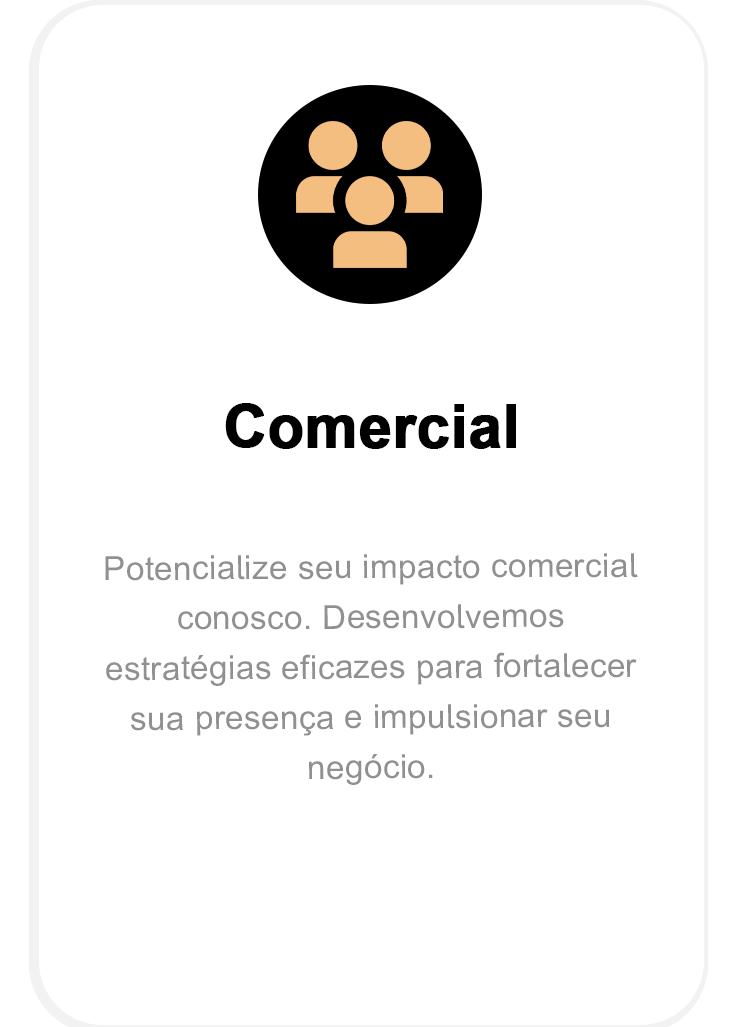 Comercial
Potencialize seu impacto comercial
conosco. Desenvolvemos
estratégias eficazes para fortalecer
sua presença e impulsionar seu
negócio.